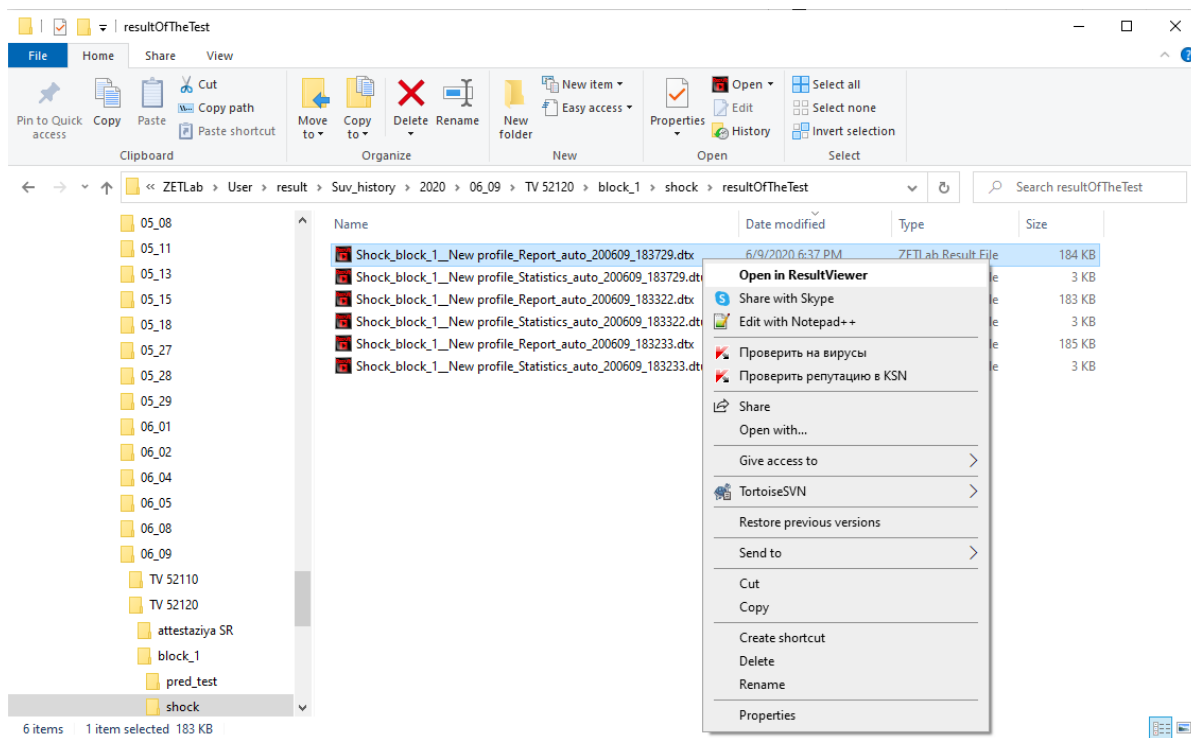 resultOfTheTest
File Home Share View
Pin to Quick access
Copy
Paste
Cut
Copy path
Paste shortcut
Clipboard
Move to
Copy to
Delete
Rename
Organize
New folder
New item
Easy access
New
Properties
Open
Edit
History
Open
Select all
Select none
Invert selection
Select
« ZETLab › User › result › Suv_history › 2020 › 06_09 › TV 52120 › block_1 › shock › resultOfTheTest
Search resultOfTheTest
05_08
05_11
05_13
05_15
05_18
05_27
05_28
05_29
06_01
06_02
06_04
06_05
06_08
06_09
TV 52110
TV 52120
attestaziya SR
block_1
pred_test
shock
Name Date modified Type Size
Shock_block_1__New profile_Report_auto_200609_183729.dtx 6/9/2020 6:37 PM ZETLab Result File 184 KB
Shock_block_1__New profile_Statistics_auto_200609_183729.dt 3 KB
Shock_block_1__New profile_Report_auto_200609_183322.dtx 183 KB
Shock_block_1__New profile_Statistics_auto_200609_183322.dt 3 KB
Shock_block_1__New profile_Report_auto_200609_183233.dtx 185 KB
Shock_block_1__New profile_Statistics_auto_200609_183233.dt 3 KB
Open in ResultViewer
Share with Skype
Edit with Notepad++
Проверить на вирусы
Проверить репутацию в KSN
Share
Open with...
Give access to
TortoiseSVN
Restore previous versions
Send to
Cut
Copy
Create shortcut
Delete
Rename
Properties
6 items 1 item selected 183 KB